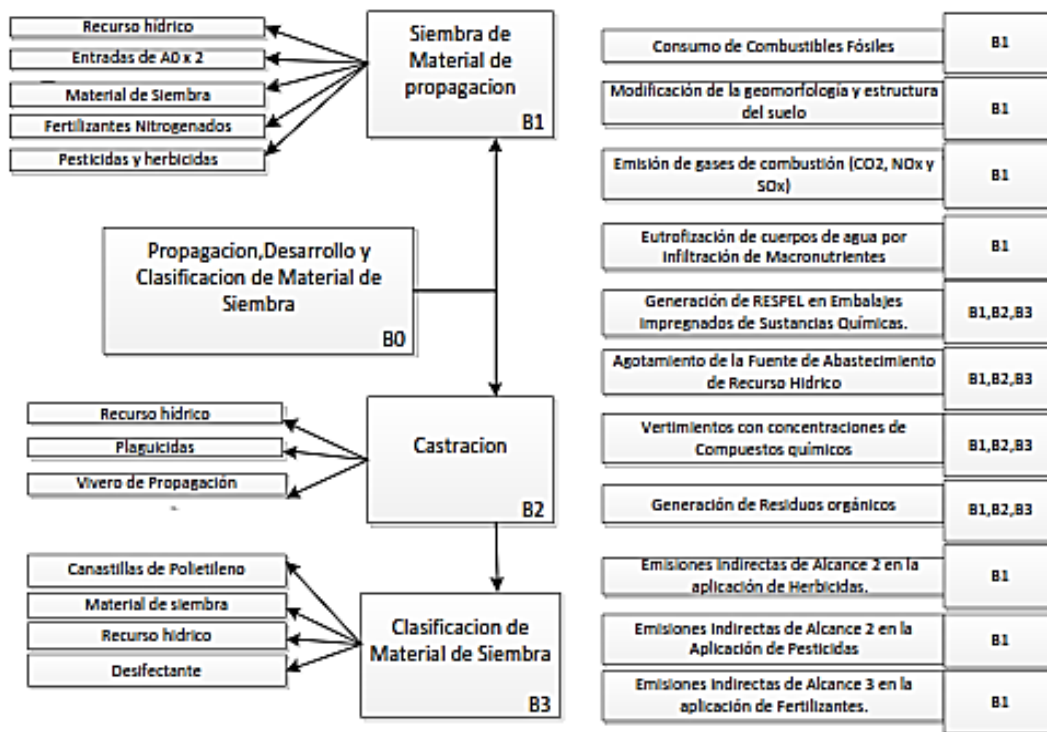 Recurso hídrico
Entradas de A0 x 2
Material de Siembra
Fertilizantes Nitrogenados
Pesticidas y herbicidas
Siembra de
Material de
propagacion
B1
Propagacion,Desarrollo y
Clasificacion de Material de
Siembra
B0
Recurso hídrico
Plaguicidas
Vivero de Propagación
Castracion
B2
Canastillas de Polietileno
Material de siembra
Recurso hídrico
Desifectante
Clasificacion de
Material de Siembra
B3
Consumo de Combustibles Fósiles
B1
Modificación de la geomorfología y estructura
del suelo
B1
Emisión de gases de combustión (CO2, NOx y
SOx)
B1
Eutrofización de cuerpos de agua por
Infiltración de Macronutrientes
B1
Generación de RESPEL en Embalajes
Impregnados de Sustancias Químicas.
B1,B2,B3
Agotamiento de la Fuente de Abastecimiento
de Recurso Hidrico
B1,B2,B3
Vertimientos con concentraciones de
Compuestos químicos
B1,B2,B3
Generación de Residuos orgánicos
B1,B2,B3
Emisiones Indirectas de Alcance 2 en la
aplicación de Herbicidas.
B1
Emisiones Indirectas de Alcance 2 en la
Aplicación de Pesticidas
B1
Emisiones Indirectas de Alcance 3 en la
aplicación de Fertilizantes.
B1